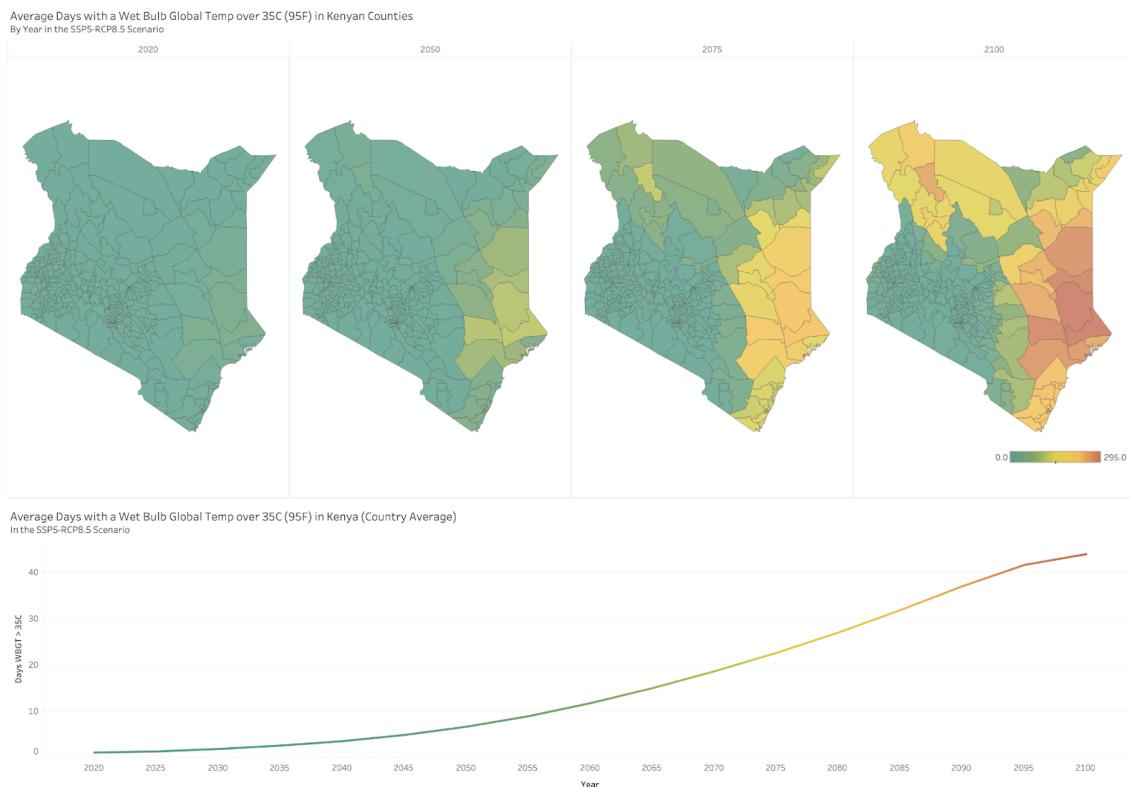 Average Days with a Wet Bulb Global Temp over 35C (95F) in Kenyan Counties
By Year in the SSP5-RCP8.5 Scenario
2020 2050 2075 2100
0.0 295.0
Average Days with a Wet Bulb Global Temp over 35C (95F) in Kenya (Country Average)
In the SSP5-RCP8.5 Scenario
Days WBGT > 35C
40
30
20
10
0
2020 2025 2030 2035 2040 2045 2050 2055 2060 2065 2070 2075 2080 2085 2090 2095 2100
Year